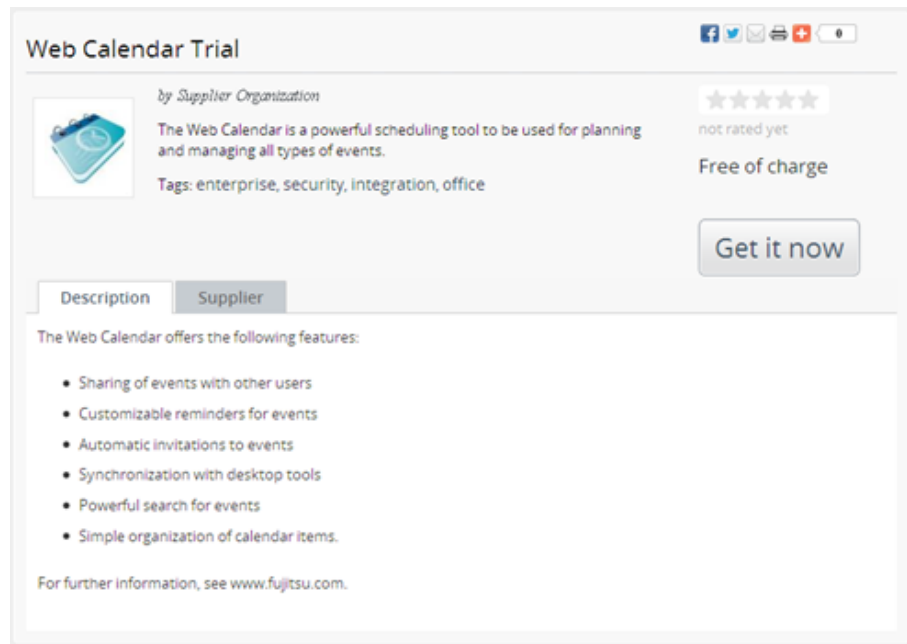 Web Calendar Trial
0
by Supplier Organization
The Web Calendar is a powerful scheduling tool to be used for planning
and managing all types of events.
Tags: enterprise, security, integration, office
not rated yet
Free of charge
Get it now
Description
Supplier
The Web Calendar offers the following features:
• Sharing of events with other users
• Customizable reminders for events
• Automatic invitations to events
• Synchronization with desktop tools
• Powerful search for events
• Simple organization of calendar items.
For further information, see www.fujitsu.com.